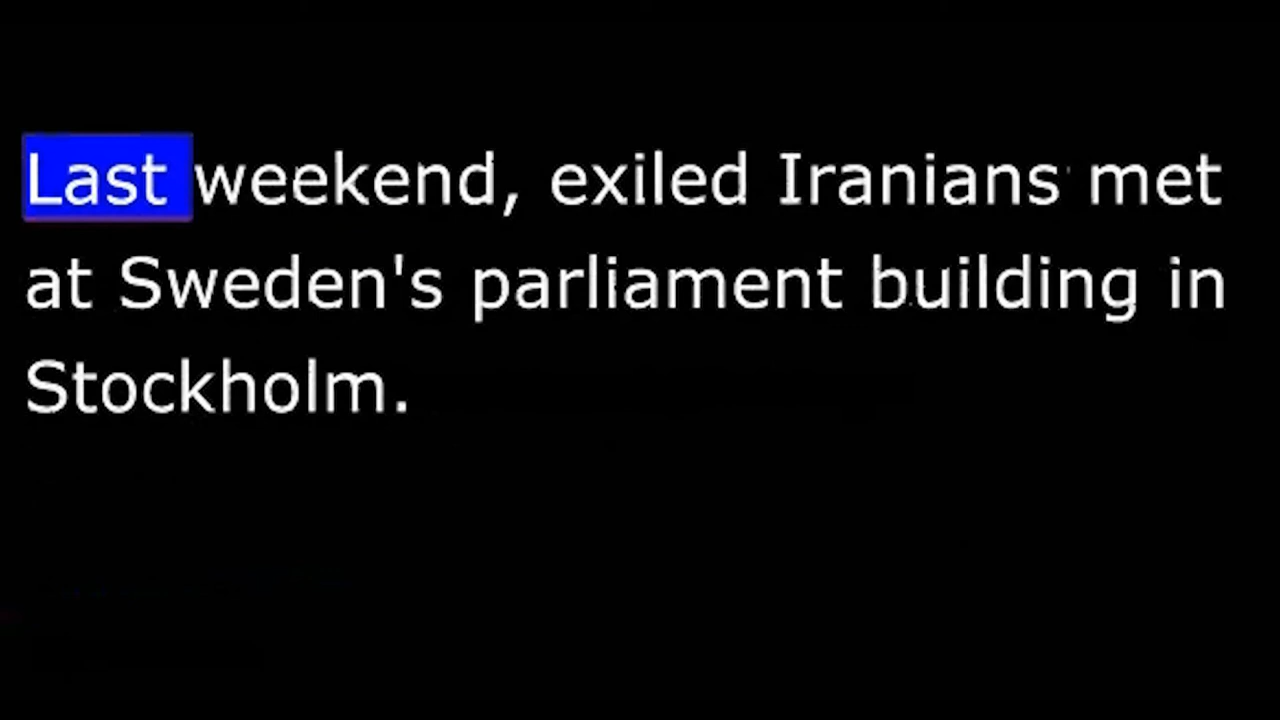 Last weekend, exiled Iranians met
at Sweden's parliament building in
Stockholm.